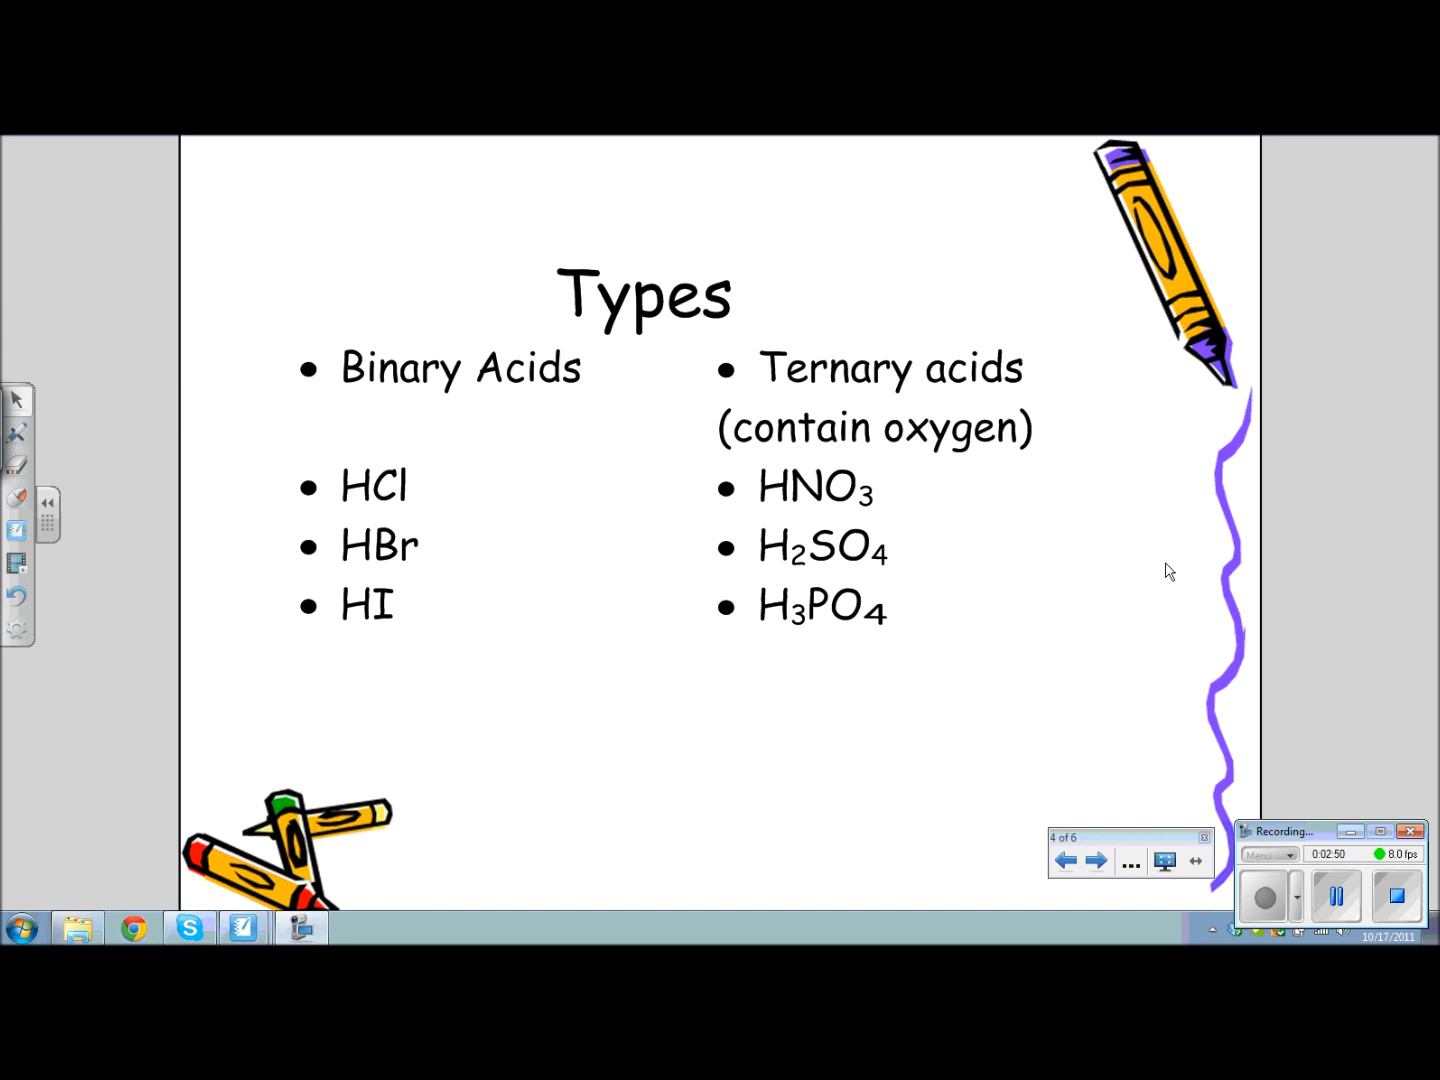 Types
• Binary Acids
• HCl
• HBr
• HI
• Ternary acids
(contain oxygen)
• HNO₃
• H₂SO₄
• H₃PO₄
4 of 6
...
Recording...
Menu
0:02:50
8.0 fps
10/17/2011